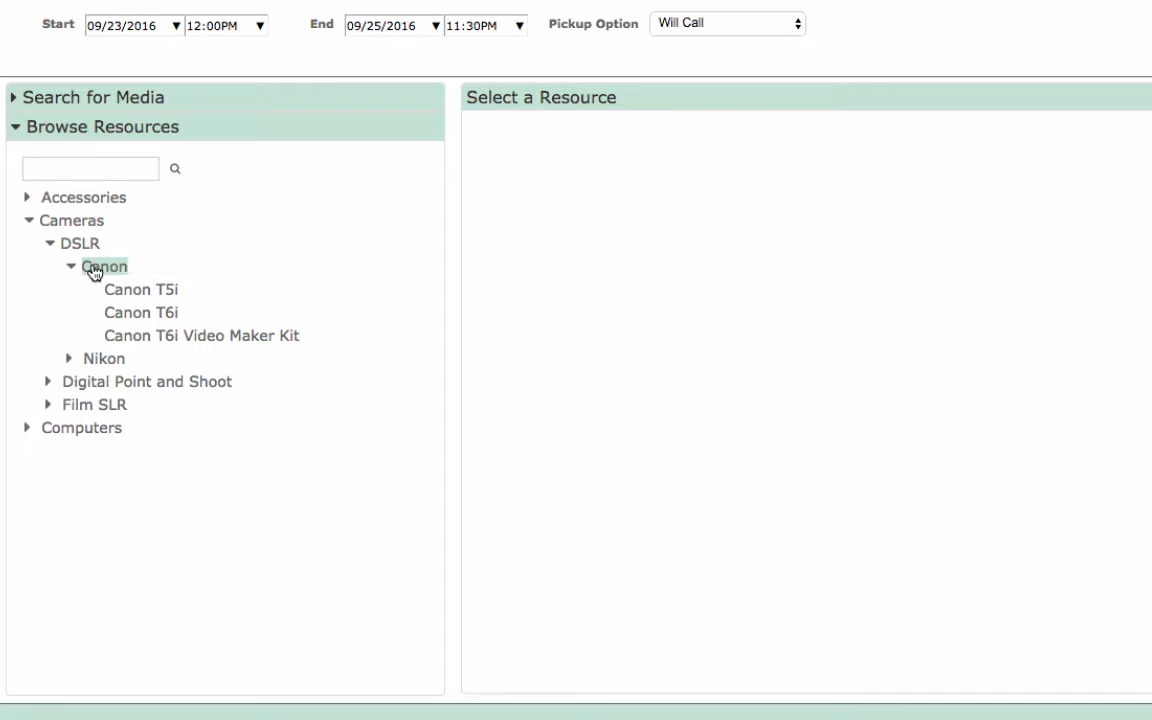 Start 09/23/2016 12:00PM End 09/25/2016 11:30PM Pickup Option Will Call
Search for Media
Select a Resource
Browse Resources
Accessories
Cameras
DSLR
Canon
Canon T5i
Canon T6i
Canon T6i Video Maker Kit
Nikon
Digital Point and Shoot
Film SLR
Computers